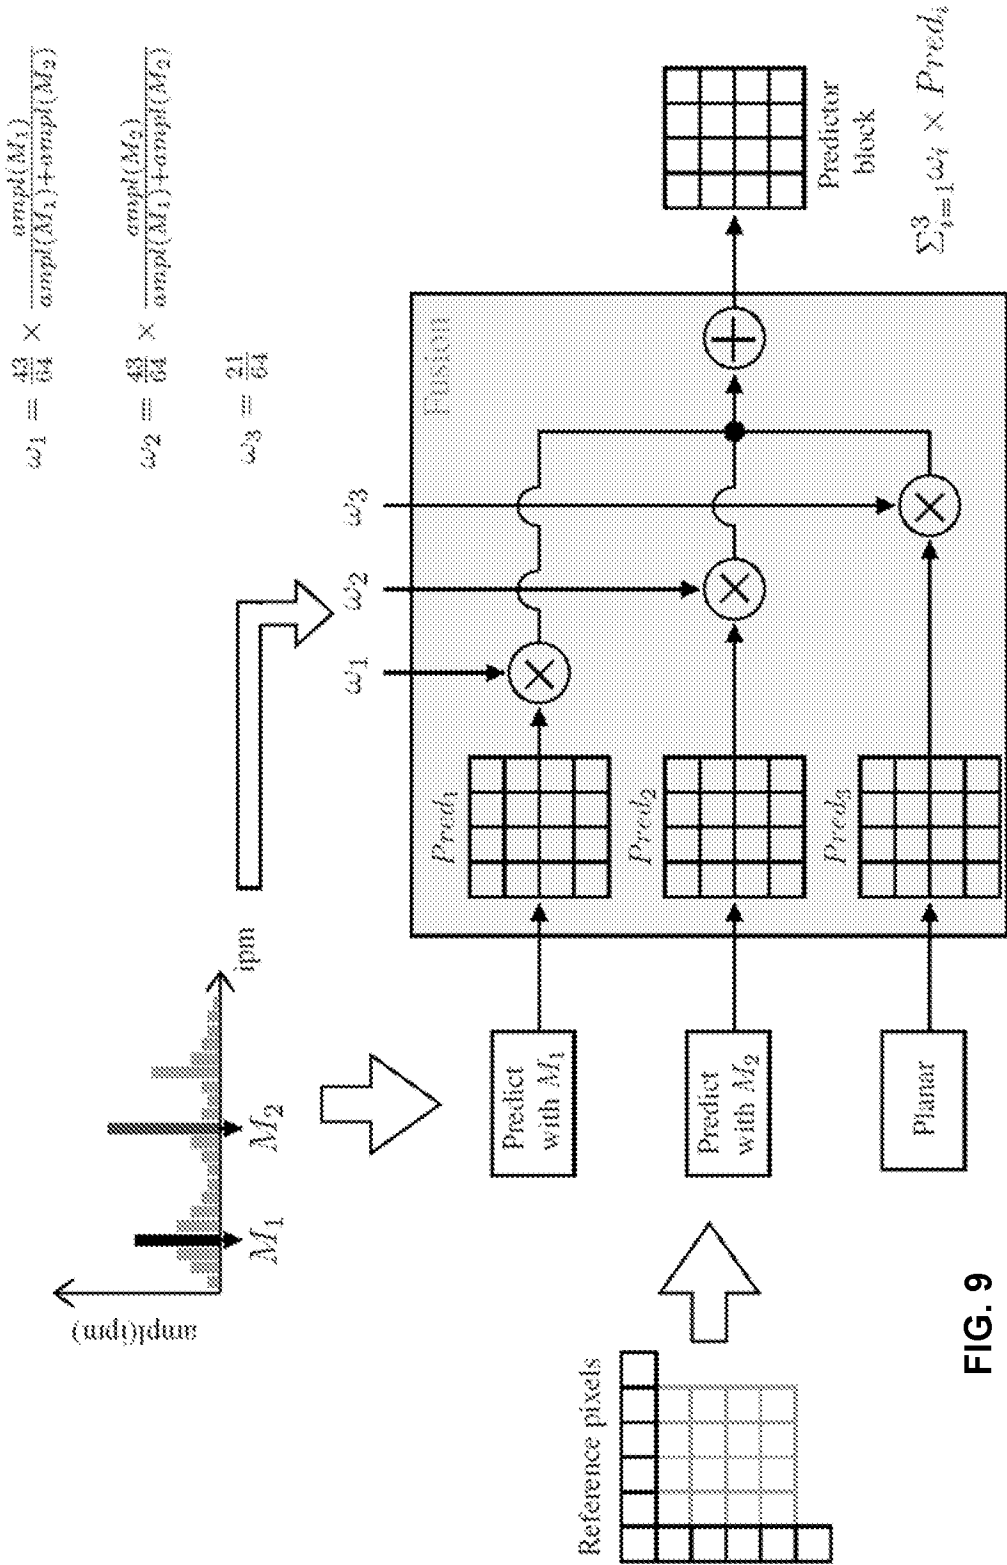 ampl(ipm)
M₁
M₂
ipm
ω₁ = 43/64 × ampl(M₁)/(ampl(M₁)+ampl(M₂))
ω₂ = 43/64 × ampl(M₂)/(ampl(M₁)+ampl(M₂))
ω₃ = 21/64
ω₁
ω₂
ω₃
Reference pixels
Predict
with M₁
Predict
with M₂
Planar
Pred₁
Pred₂
Pred₃
Fusion
Predictor
block
Σ³ᵢ₌₁ ωᵢ × Predᵢ
FIG. 9